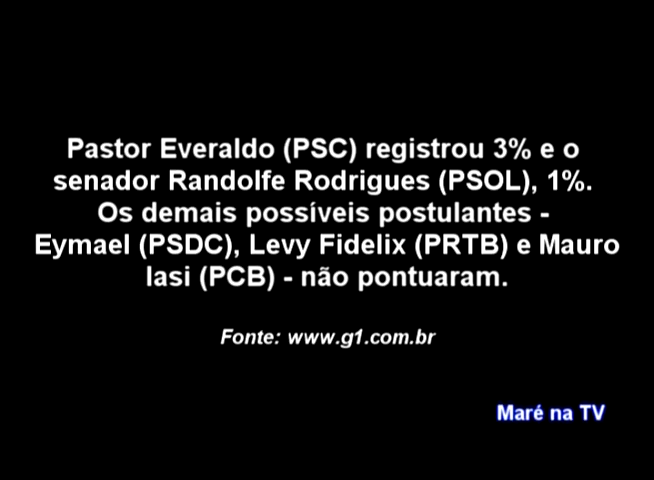 Pastor Everaldo (PSC) registrou 3% e o
senador Randolfe Rodrigues (PSOL), 1%.
Os demais possíveis postulantes -
Eymael (PSDC), Levy Fidelix (PRTB) e Mauro
Iasi (PCB) - não pontuaram.
Fonte: www.g1.com.br
Maré na TV